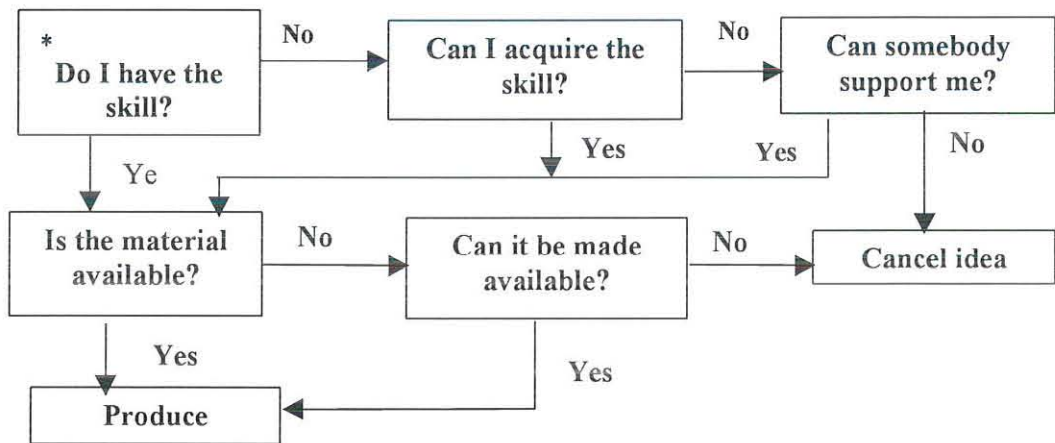 *
Do I have the
skill?
No
Can I acquire the
skill?
No
Can somebody
support me?
Ye
Yes
Yes
No
Is the material
available?
No
Can it be made
available?
No
Cancel idea
Yes
Yes
Produce